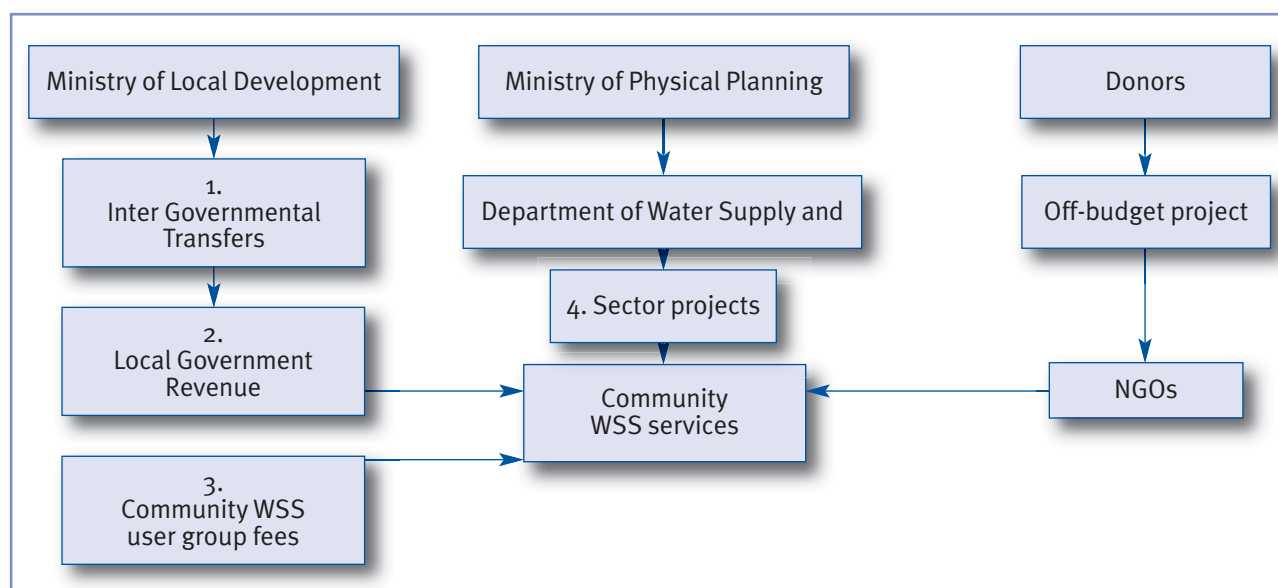 Ministry of Local Development
Ministry of Physical Planning
Donors
1.
Inter Governmental
Transfers
Department of Water Supply and
Off-budget project
4. Sector projects
2.
Local Government
Revenue
Community
WSS services
NGOs
3.
Community WSS
user group fees